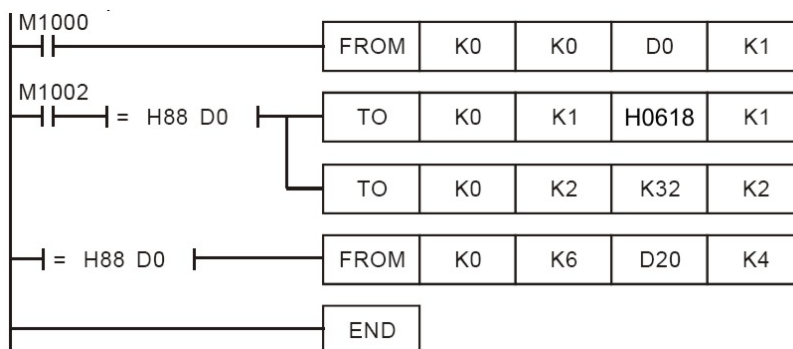 M1000
FROM K0 K0 D0 K1
M1002
= H88 D0 TO K0 K1 H0618 K1
TO K0 K2 K32 K2
= H88 D0 FROM K0 K6 D20 K4
END